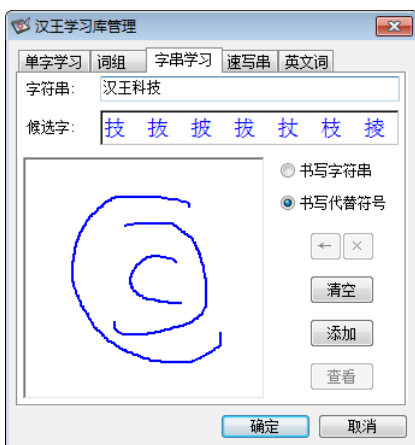 汉王学习库管理
单字学习 词组 字串学习 速写串 英文词
字符串: 汉王科技
候选字: 技 拔 披 拨 扙 枝 掕
书写字符串
书写代替符号
清空
添加
查看
确定 取消